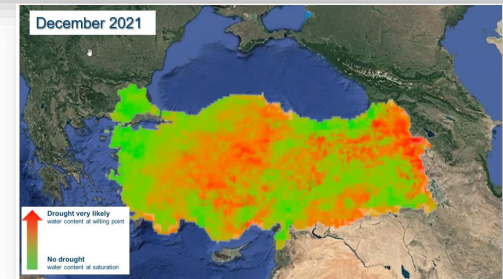 December 2021
Drought very likely
water content at wilting point
No drought
water content at saturation